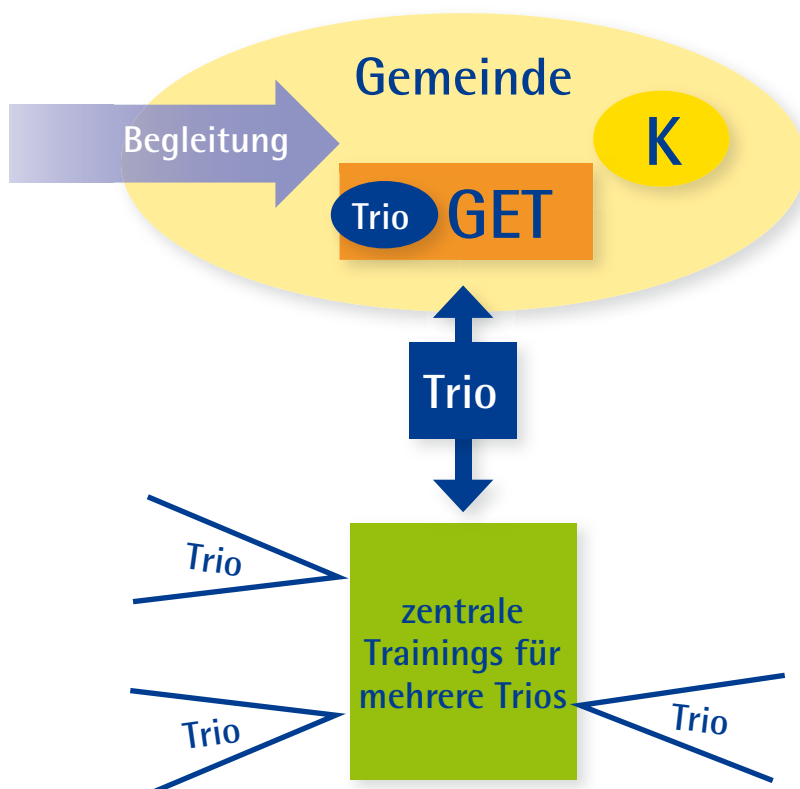 Gemeinde
Begleitung
K
Trio
GET
Trio
Trio
zentrale
Trainings für
mehrere Trios
Trio
Trio